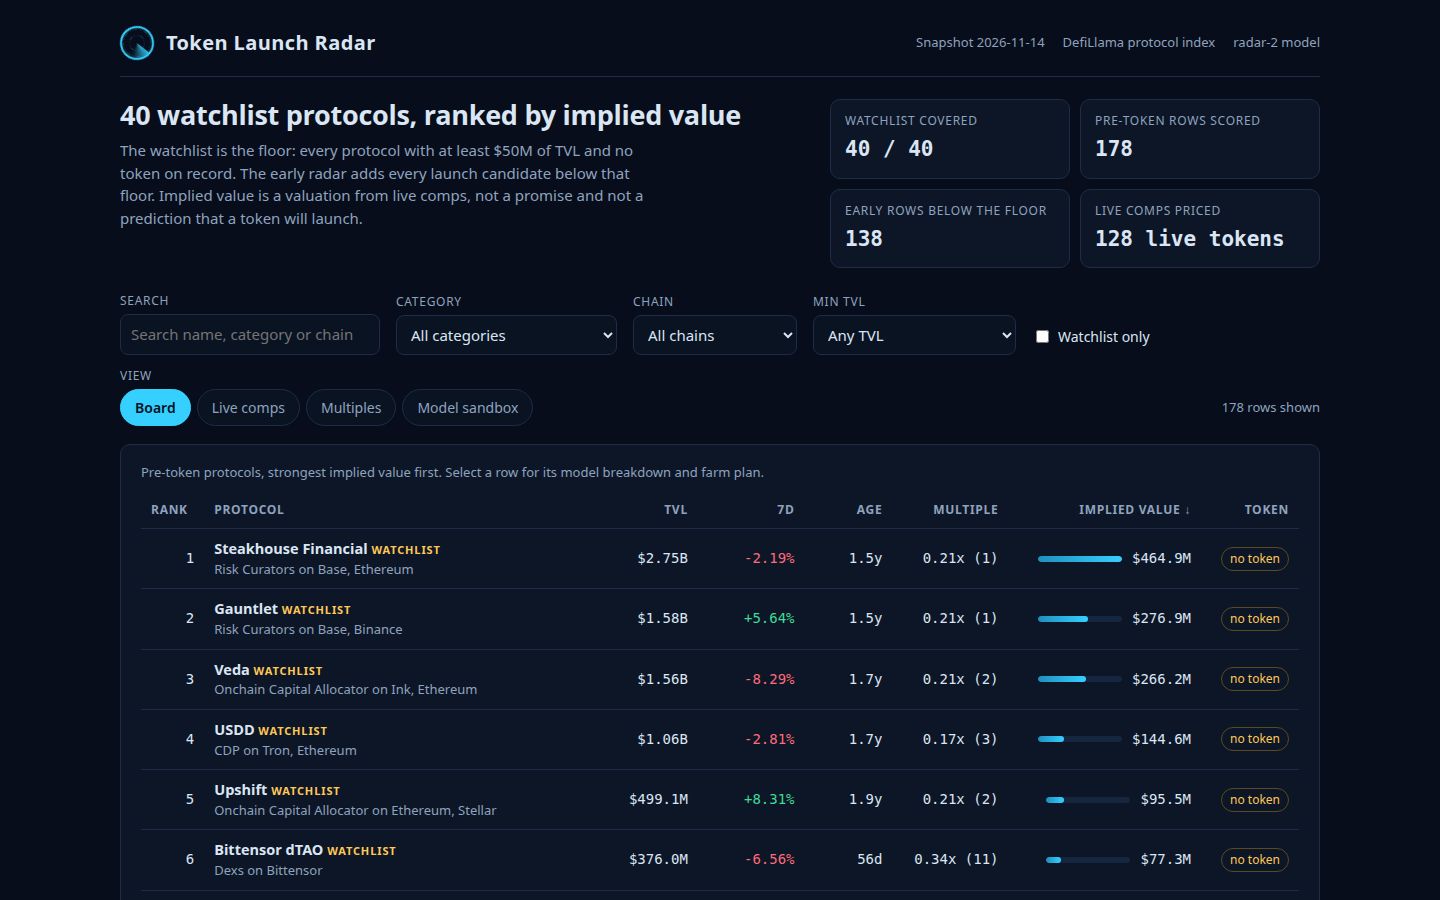 Token Launch Radar
Snapshot 2026-11-14 DefiLlama protocol index radar-2 model
40 watchlist protocols, ranked by implied value
The watchlist is the floor: every protocol with at least $50M of TVL and no
token on record. The early radar adds every launch candidate below that
floor. Implied value is a valuation from live comps, not a promise and not a
prediction that a token will launch.
WATCHLIST COVERED
40 / 40
PRE-TOKEN ROWS SCORED
178
EARLY ROWS BELOW THE FLOOR
138
LIVE COMPS PRICED
128 live tokens
SEARCH
Search name, category or chain
CATEGORY
All categories
CHAIN
All chains
MIN TVL
Any TVL
Watchlist only
VIEW
Board Live comps Multiples Model sandbox
178 rows shown
Pre-token protocols, strongest implied value first. Select a row for its model breakdown and farm plan.
RANK PROTOCOL TVL 7D AGE MULTIPLE IMPLIED VALUE ↓ TOKEN
1 Steakhouse Financial WATCHLIST $2.75B -2.19% 1.5y 0.21x (1) $464.9M no token
Risk Curators on Base, Ethereum
2 Gauntlet WATCHLIST $1.58B +5.64% 1.5y 0.21x (1) $276.9M no token
Risk Curators on Base, Binance
3 Veda WATCHLIST $1.56B -8.29% 1.7y 0.21x (2) $266.2M no token
Onchain Capital Allocator on Ink, Ethereum
4 USDD WATCHLIST $1.06B -2.81% 1.7y 0.17x (3) $144.6M no token
CDP on Tron, Ethereum
5 Upshift WATCHLIST $499.1M +8.31% 1.9y 0.21x (2) $95.5M no token
Onchain Capital Allocator on Ethereum, Stellar
6 Bittensor dTAO WATCHLIST $376.0M -6.56% 56d 0.34x (11) $77.3M no token
Dexs on Bittensor